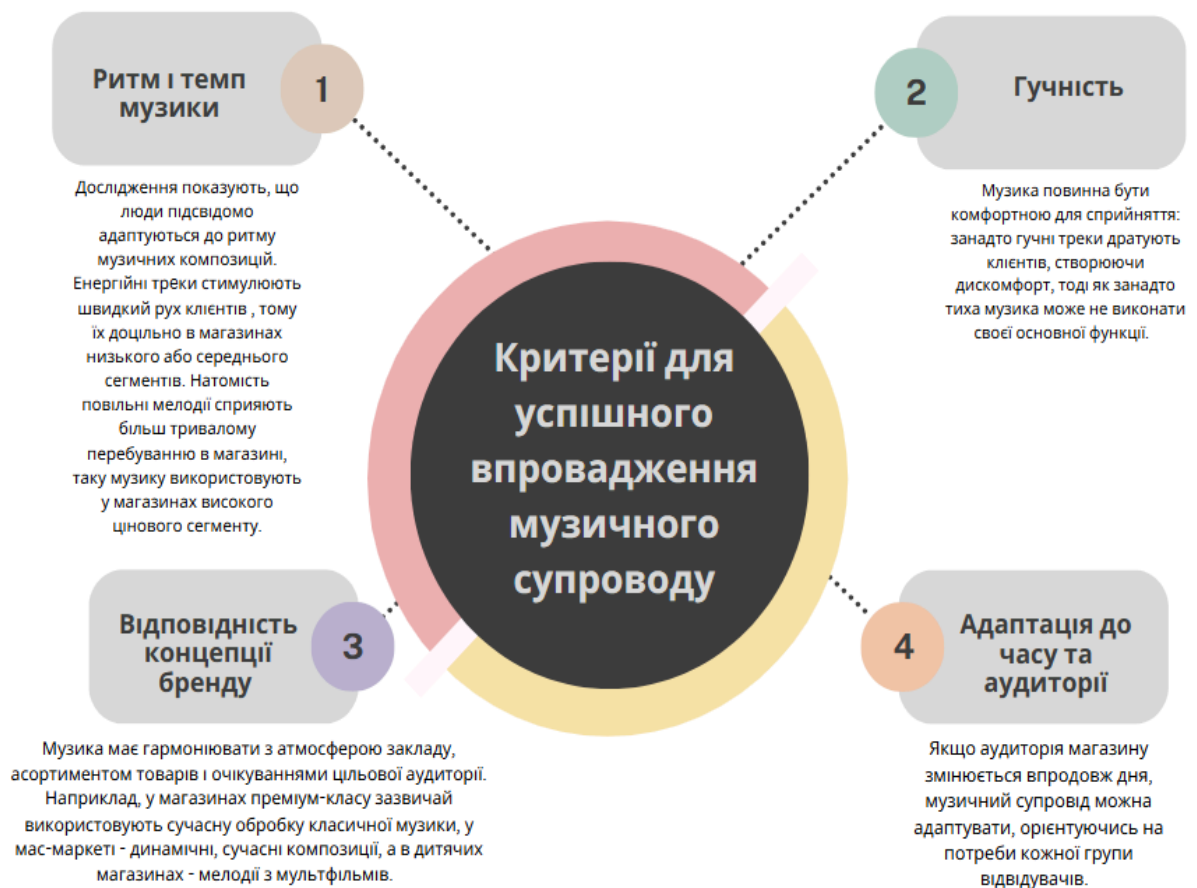 Ритм і темп
музики
1
Дослідження показують, що
люди підсвідомо
адаптуються до ритму
музичних композицій.
Енергійні треки стимулюють
швидкий рух клієнтів , тому
їх доцільно в магазинах
низького або середнього
сегментів. Натомість
повільні мелодії сприяють
більш тривалому
перебуванню в магазині,
таку музику використовують
у магазинах високого
цінового сегменту.
2
Гучність
Музика повинна бути
комфортною для сприйняття:
занадто гучні треки дратують
клієнтів, створюючи
дискомфорт, тоді як занадто
тиха музика може не виконати
своєї основної функції.
Критерії для
успішного
впровадження
музичного
супроводу
Відповідність
концепції
бренду
3
Музика має гармоніювати з атмосферою закладу,
асортиментом товарів і очікуваннями цільової аудиторії.
Наприклад, у магазинах преміум-класу зазвичай
використовують сучасну обробку класичної музики, у
мас-маркеті - динамічні, сучасні композиції, а в дитячих
магазинах - мелодії з мультфільмів.
4
Адаптація до
часу та
аудиторії
Якщо аудиторія магазину
змінюється впродовж дня,
музичний супровід можна
адаптувати, орієнтуючись на
потреби кожної групи
відвідувачів.